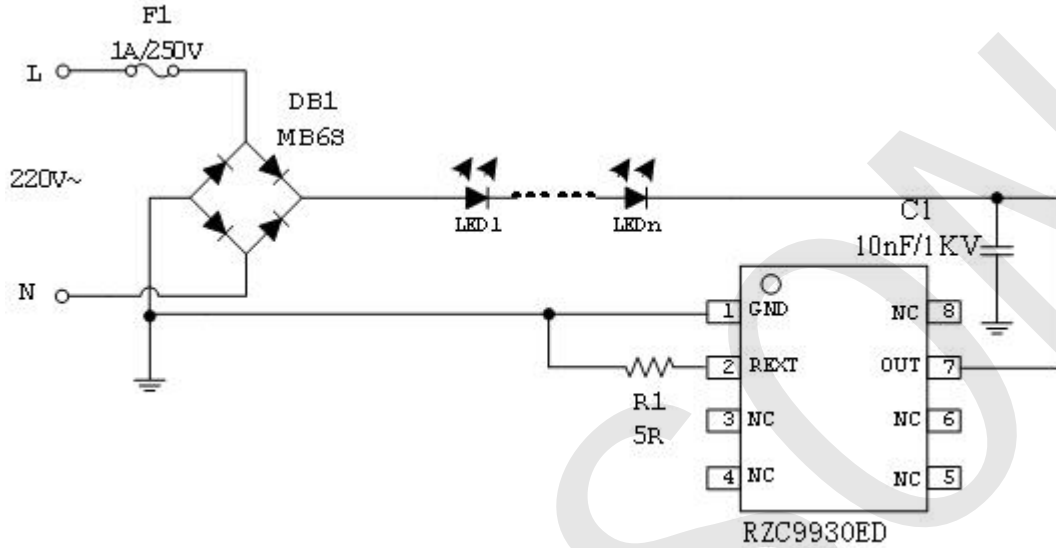 F1
1A/250V
L
DB1
MB6S
220V~
LED1
LEDn
C1
10nF/1KV
N
1 GND
NC 8
2 REXT
OUT 7
R1
5R
3 NC
NC 6
4 NC
NC 5
RZC9930ED